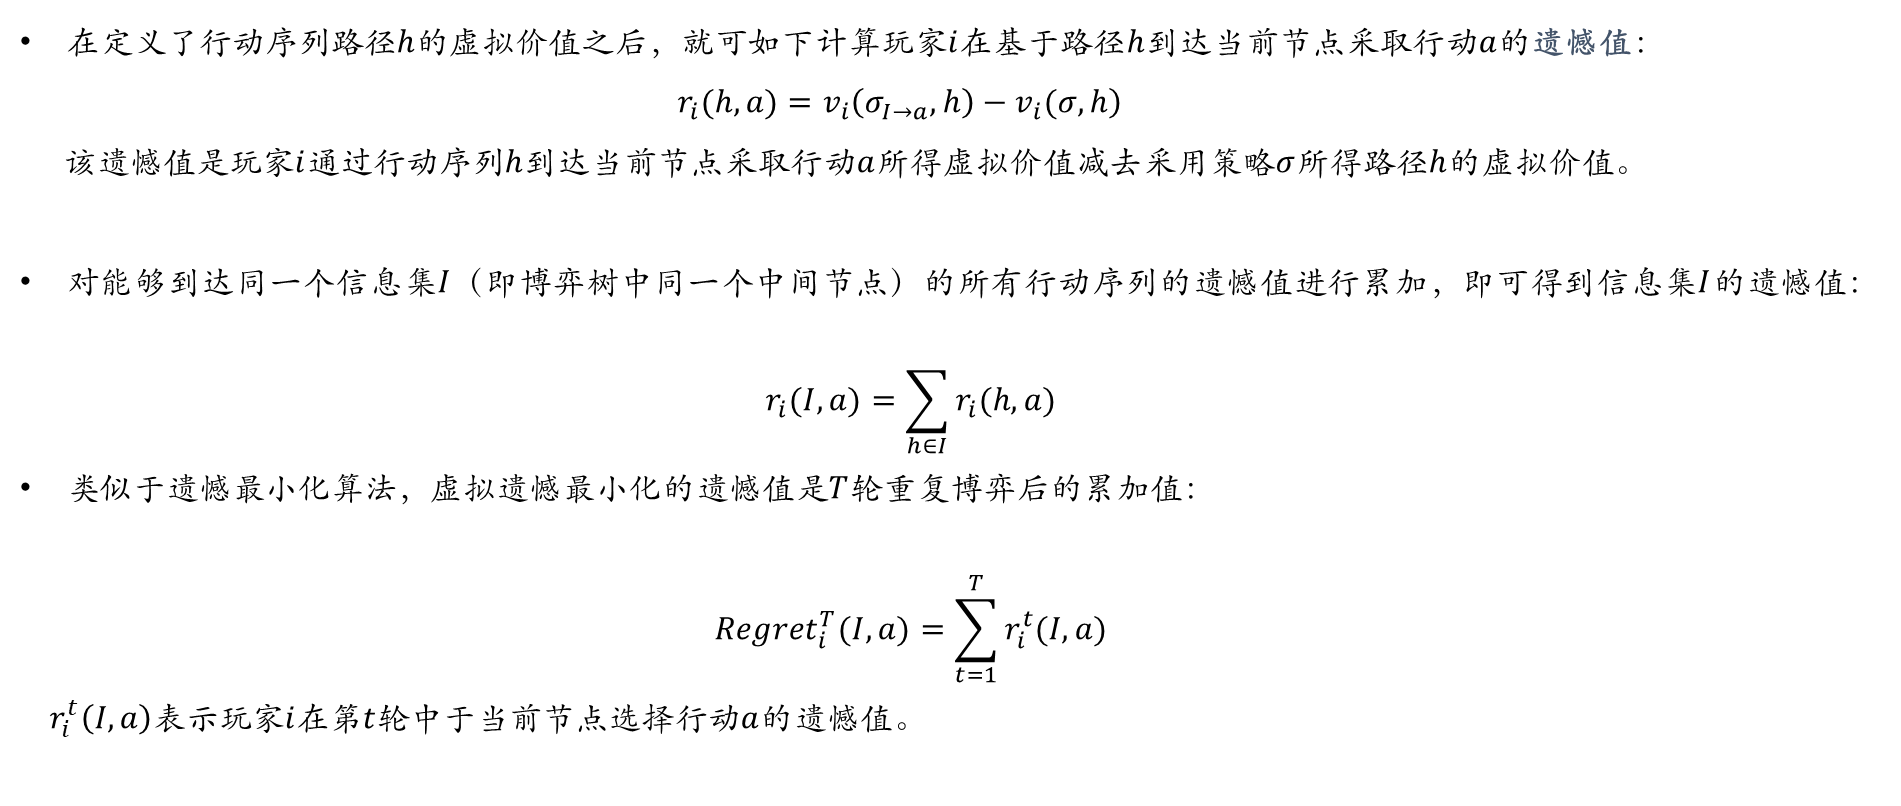 • 在定义了行动序列路径h的虚拟价值之后，就可如下计算玩家i在基于路径h到达当前节点采取行动a的遗憾值：
r_i(h, a) = v_i(σ_{I→a}, h) − v_i(σ, h)
该遗憾值是玩家i通过行动序列h到达当前节点采取行动a所得虚拟价值减去采用策略σ所得路径h的虚拟价值。
• 对能够到达同一个信息集I（即博弈树中同一个中间节点）的所有行动序列的遗憾值进行累加，即可得到信息集I的遗憾值：
r_i(I, a) = ∑_{h∈I} r_i(h, a)
• 类似于遗憾最小化算法，虚拟遗憾最小化的遗憾值是T轮重复博弈后的累加值：
Regret_i^T(I, a) = ∑_{t=1}^{T} r_i^t(I, a)
r_i^t(I, a)表示玩家i在第t轮中于当前节点选择行动a的遗憾值。